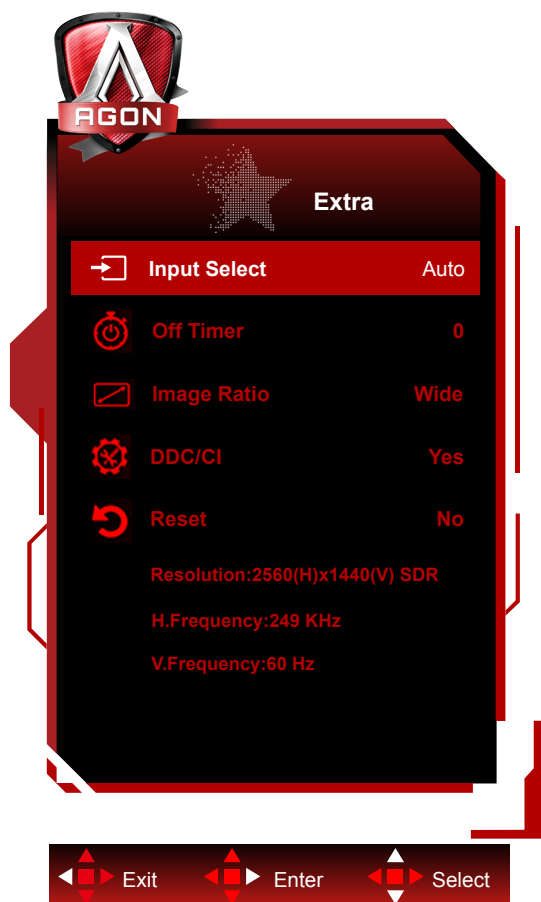 AGON
Extra
Input Select Auto
Off Timer 0
Image Ratio Wide
DDC/CI Yes
Reset No
Resolution:2560(H)x1440(V) SDR
H.Frequency:249 KHz
V.Frequency:60 Hz
Exit Enter Select